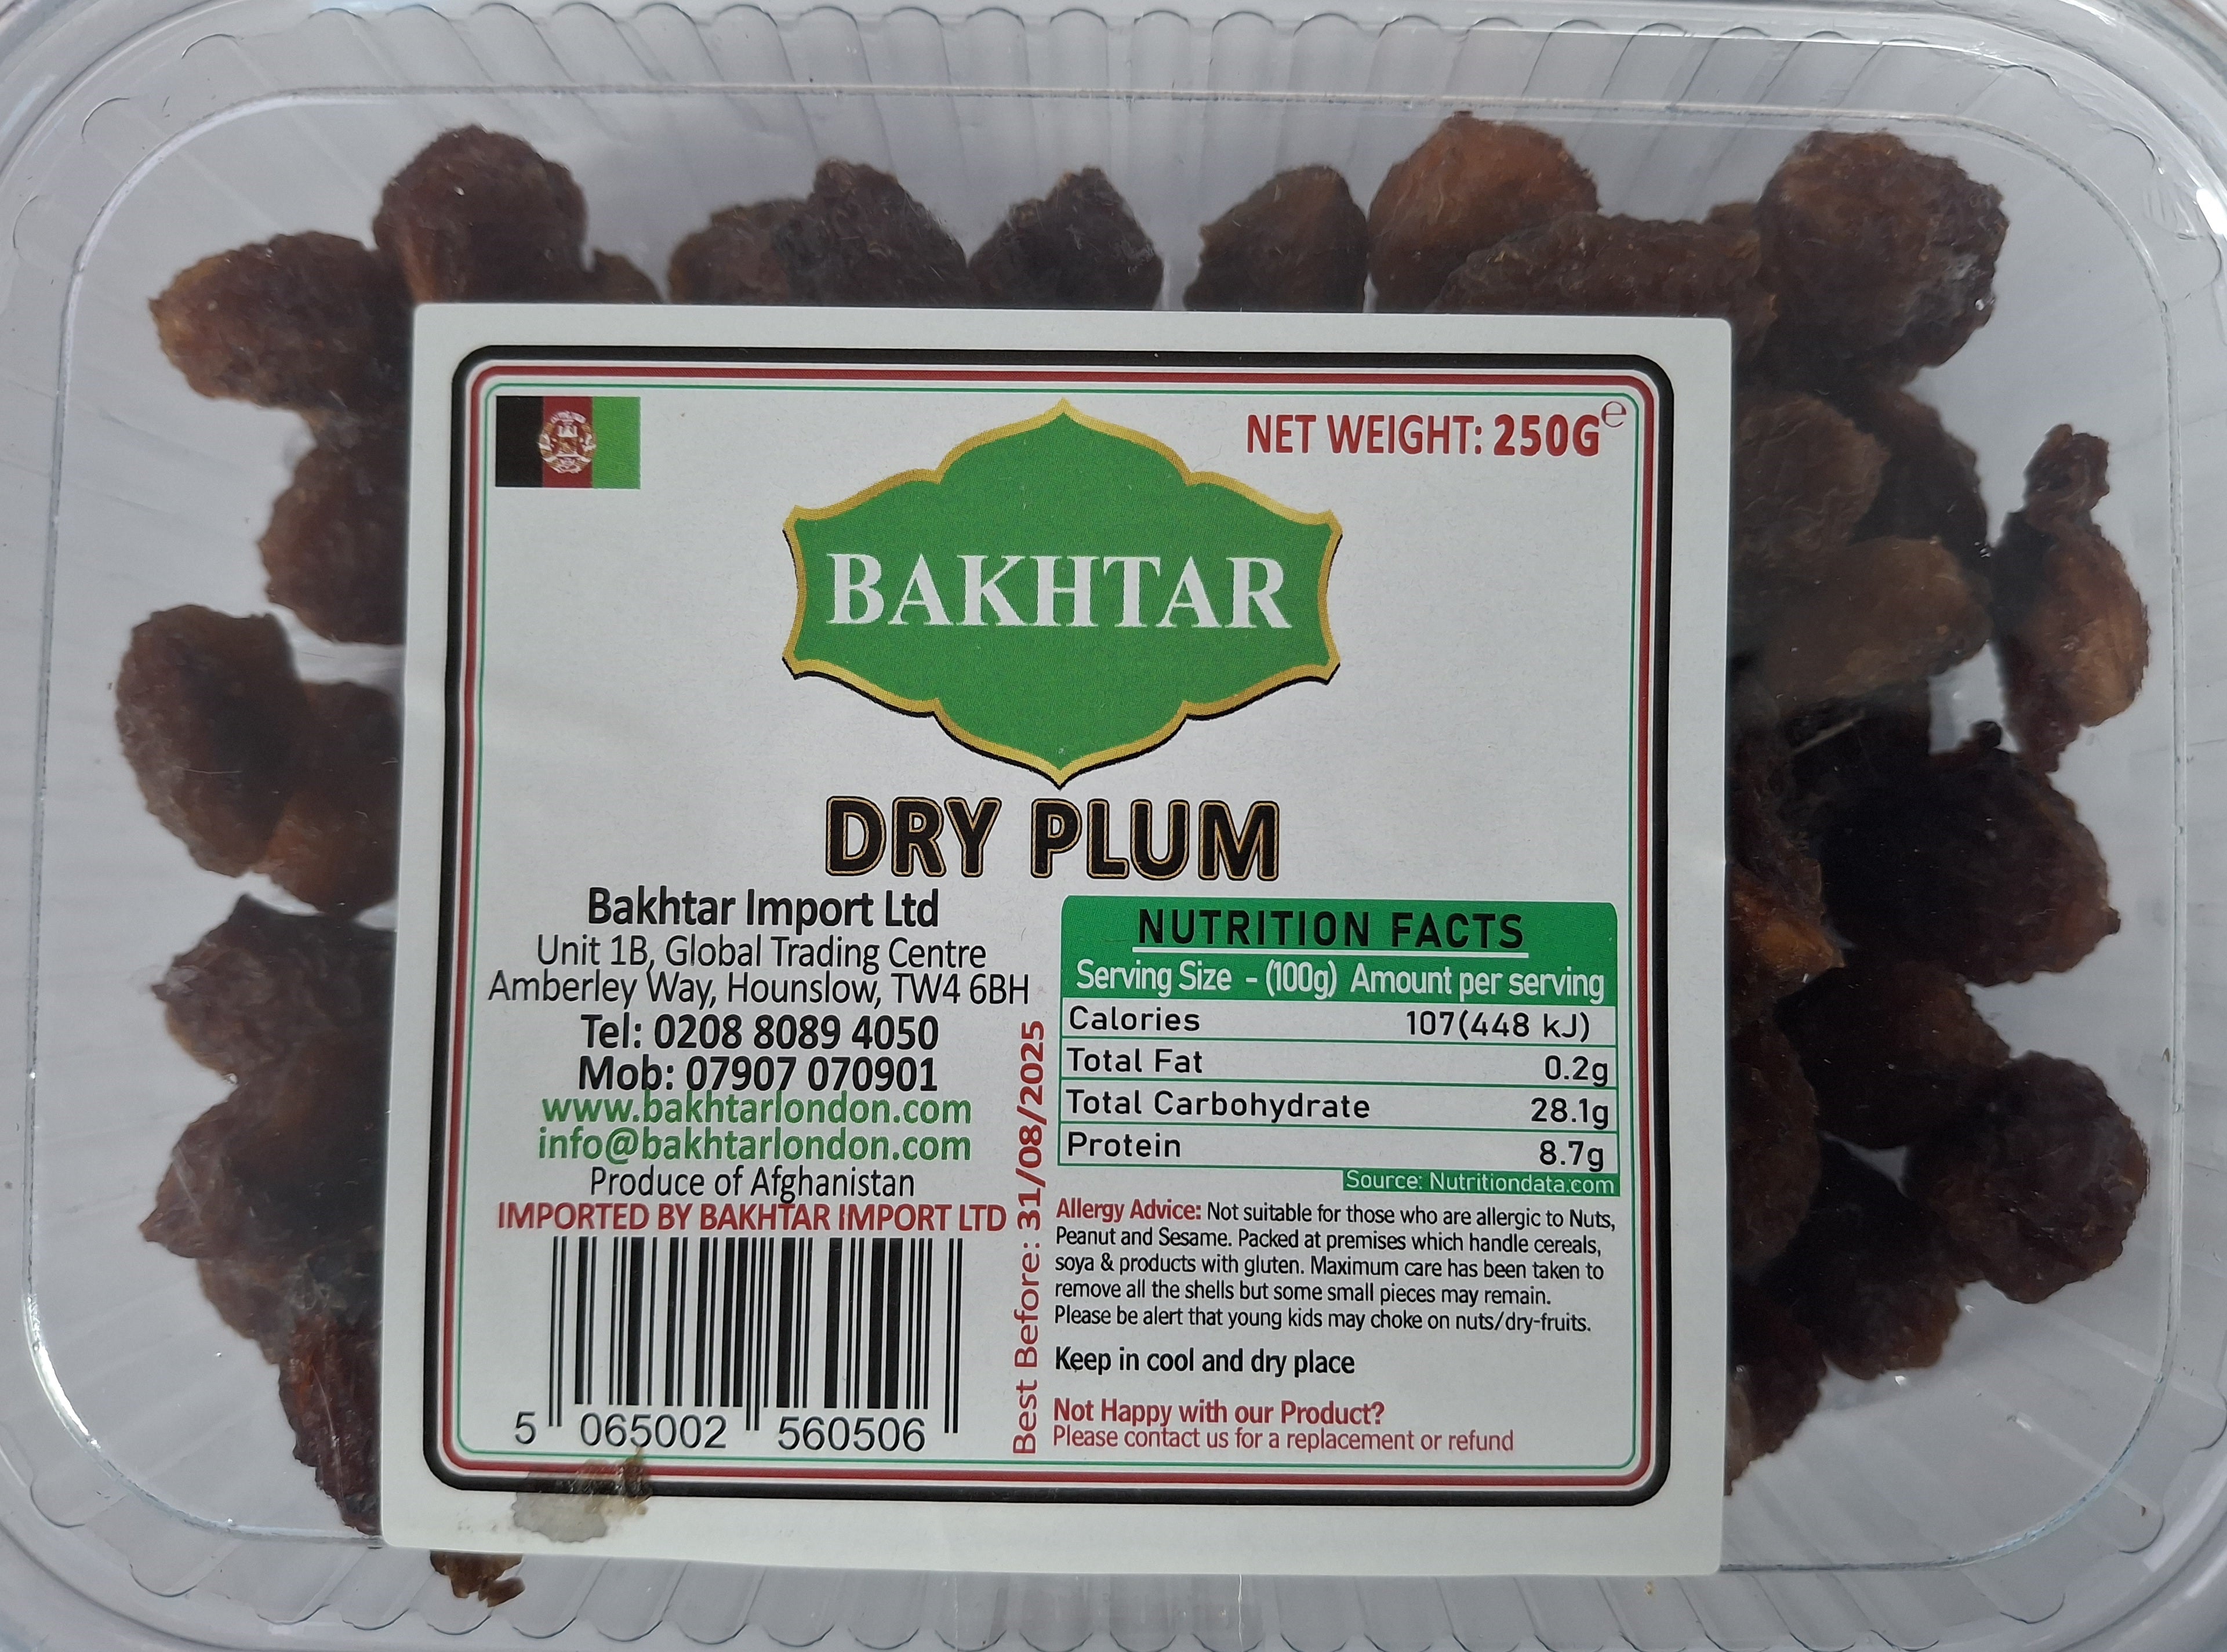 NET WEIGHT: 250G℮
BAKHTAR
DRY PLUM
Bakhtar Import Ltd
Unit 1B, Global Trading Centre
Amberley Way, Hounslow, TW4 6BH
Tel: 0208 8089 4050
Mob: 07907 070901
www.bakhtarlondon.com
info@bakhtarlondon.com
Produce of Afghanistan
IMPORTED BY BAKHTAR IMPORT LTD
5 065002 560506
Best Before: 31/08/2025
NUTRITION FACTS
Serving Size - (100g) Amount per serving
Calories 107(448 kJ)
Total Fat 0.2g
Total Carbohydrate 28.1g
Protein 8.7g
Source: Nutritiondata.com
Allergy Advice: Not suitable for those who are allergic to Nuts,
Peanut and Sesame. Packed at premises which handle cereals,
soya & products with gluten. Maximum care has been taken to
remove all the shells but some small pieces may remain.
Please be alert that young kids may choke on nuts/dry-fruits.
Keep in cool and dry place
Not Happy with our Product?
Please contact us for a replacement or refund